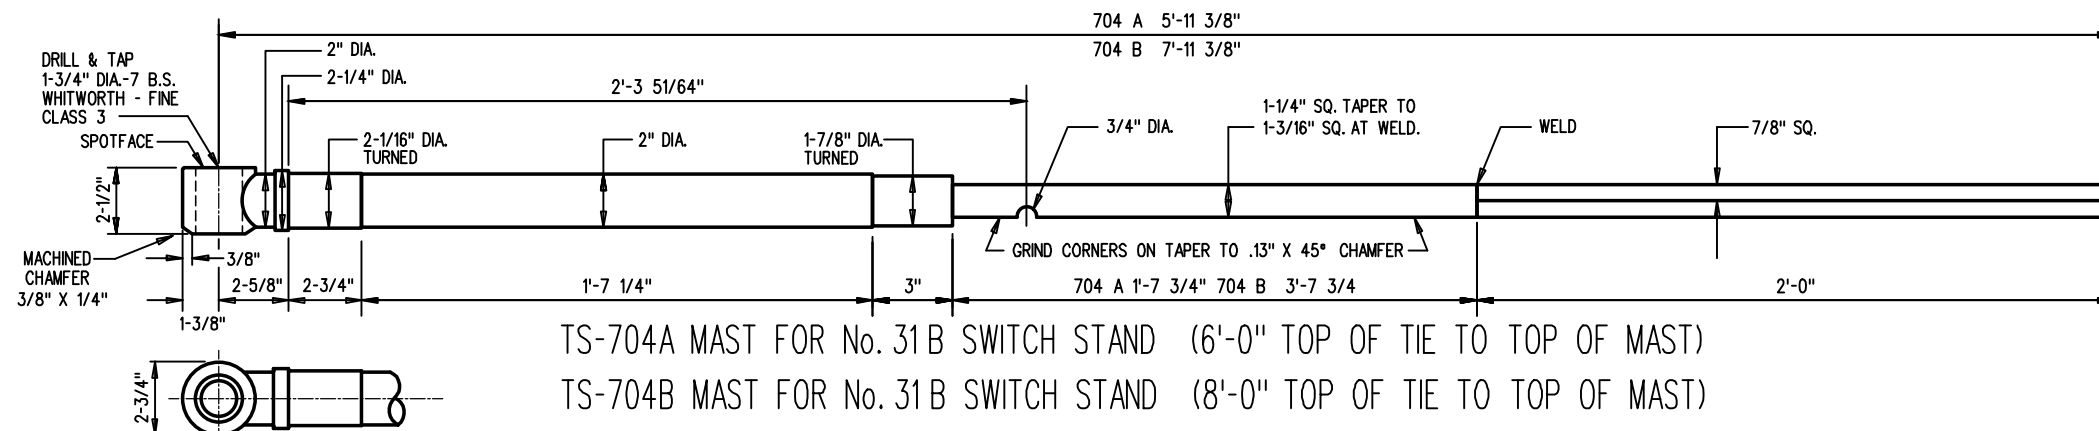 704 A 5'-11 3/8"
704 B 7'-11 3/8"
DRILL & TAP
1-3/4" DIA.-7 B.S.
WHITWORTH - FINE
CLASS 3
SPOTFACE
2" DIA.
2-1/4" DIA.
2'-3 51/64"
2-1/16" DIA.
TURNED
2" DIA.
1-7/8" DIA.
TURNED
3/4" DIA.
1-1/4" SQ. TAPER TO
1-3/16" SQ. AT WELD.
WELD
7/8" SQ.
2-1/2"
MACHINED
CHAMFER
3/8" X 1/4"
3/8"
GRIND CORNERS ON TAPER TO .13" X 45° CHAMFER
1-3/8"
2-5/8"
2-3/4"
1'-7 1/4"
3"
704 A 1'-7 3/4" 704 B 3'-7 3/4
2'-0"
TS-704A MAST FOR No. 31 B SWITCH STAND (6'-0" TOP OF TIE TO TOP OF MAST)
TS-704B MAST FOR No. 31 B SWITCH STAND (8'-0" TOP OF TIE TO TOP OF MAST)
2-3/4"